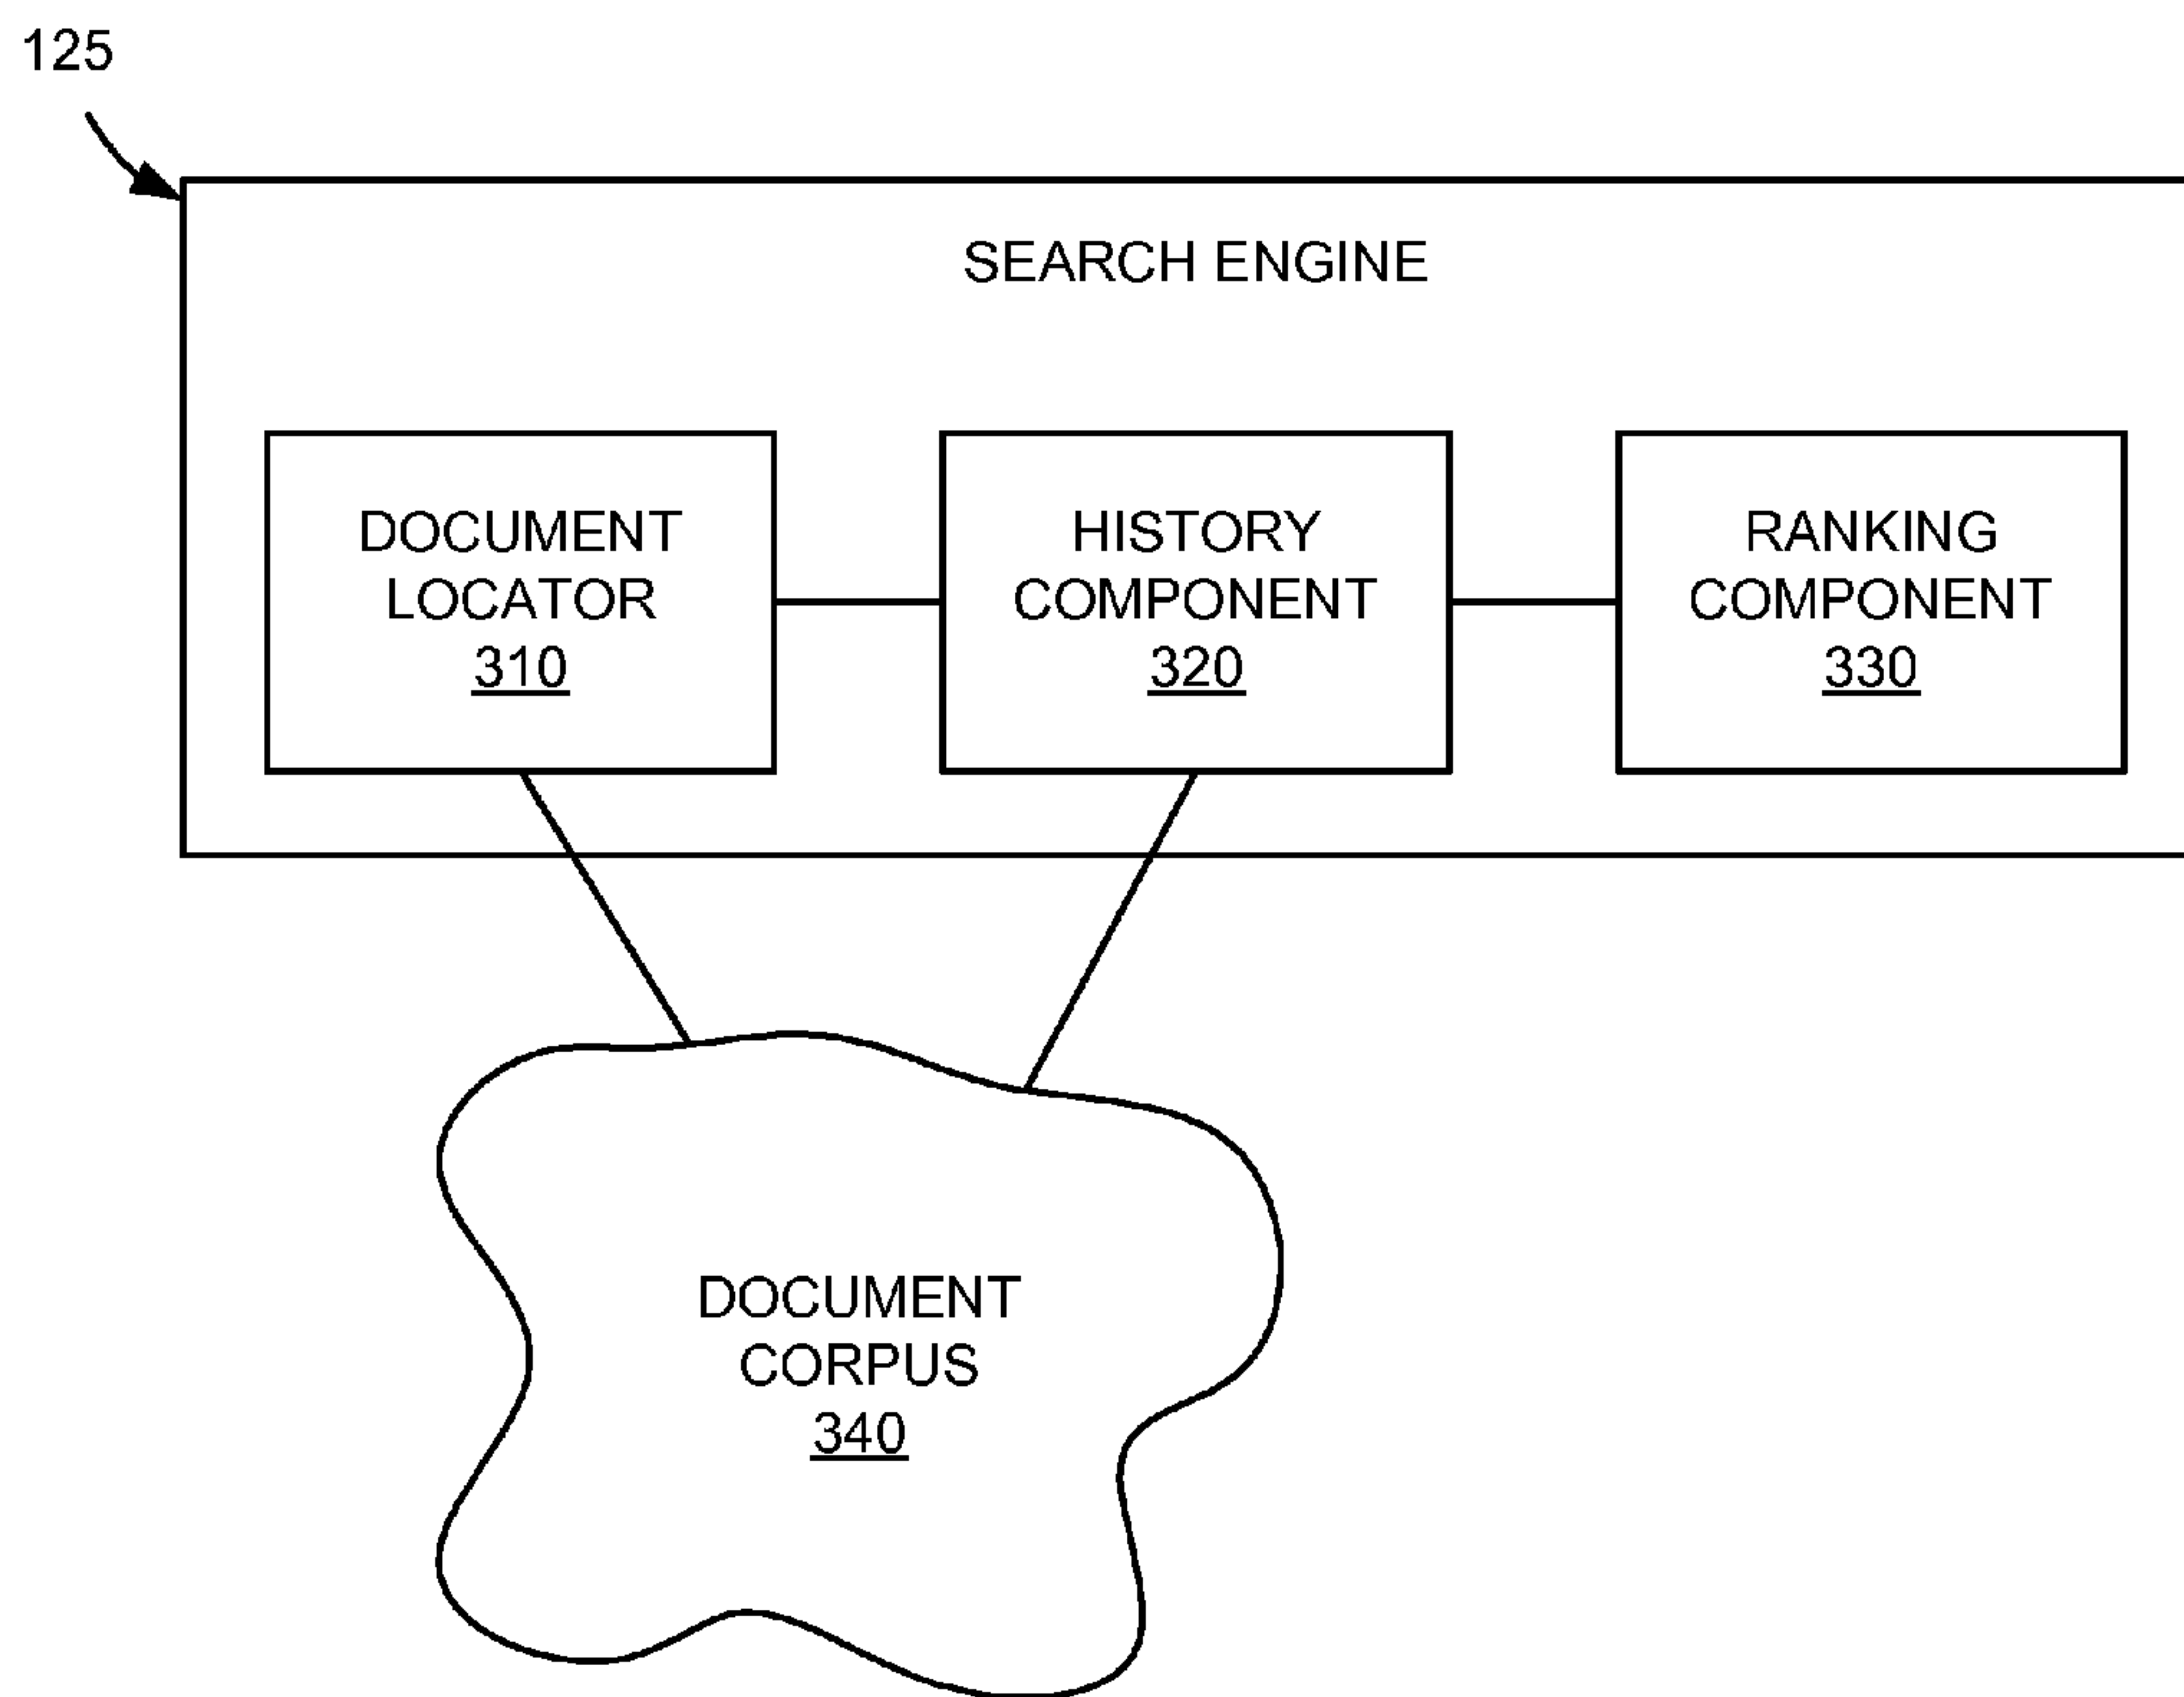 125
SEARCH ENGINE
DOCUMENT
LOCATOR
310
HISTORY
COMPONENT
320
RANKING
COMPONENT
330
DOCUMENT
CORPUS
340